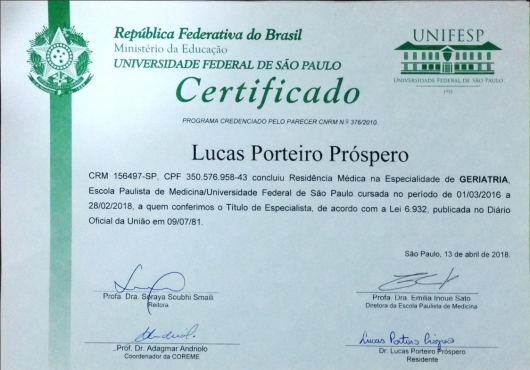 República Federativa do Brasil
Ministério da Educação
UNIVERSIDADE FEDERAL DE SÃO PAULO
UNIFESP
UNIVERSIDADE FEDERAL DE SÃO PAULO
Certificado
PROGRAMA CREDENCIADO PELO PARECER CNRM N.º 376/2010.
Lucas Porteiro Próspero
CRM 156497-SP, CPF 350.576.958-43 concluiu Residência Médica na Especialidade de GERIATRIA,
Escola Paulista de Medicina/Universidade Federal de São Paulo cursada no período de 01/03/2016 a
28/02/2018, a quem conferimos o Título de Especialista, de acordo com a Lei 6.932, publicada no Diário
Oficial da União em 09/07/81.
São Paulo, 13 de abril de 2018.
Profa. Dra. Soraya Soubhi Smaili
Reitora
Profa. Dra. Emilia Inoue Sato
Diretora da Escola Paulista de Medicina
Prof. Dr. Adagmar Andriolo
Coordenador da COREME
Lucas Porteiro Próspero
Dr. Lucas Porteiro Próspero
Residente